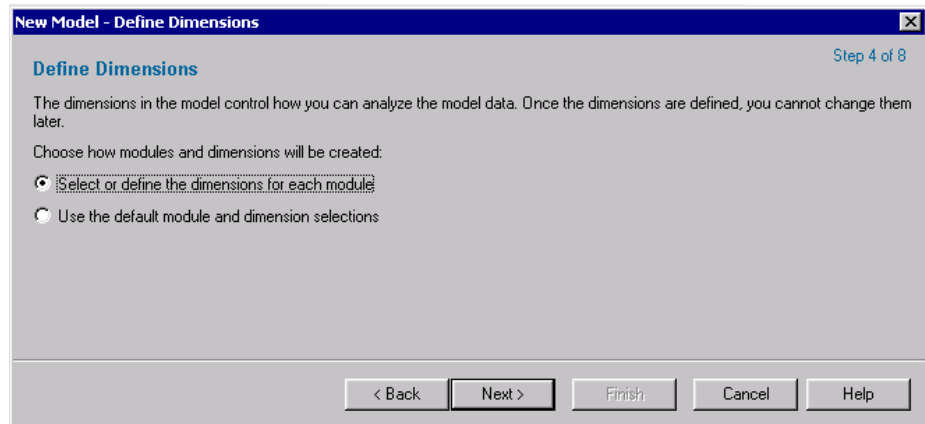 New Model - Define Dimensions
Step 4 of 8
Define Dimensions
The dimensions in the model control how you can analyze the model data. Once the dimensions are defined, you cannot change them
later.
Choose how modules and dimensions will be created:
Select or define the dimensions for each module
Use the default module and dimension selections
< Back Next > Finish Cancel Help